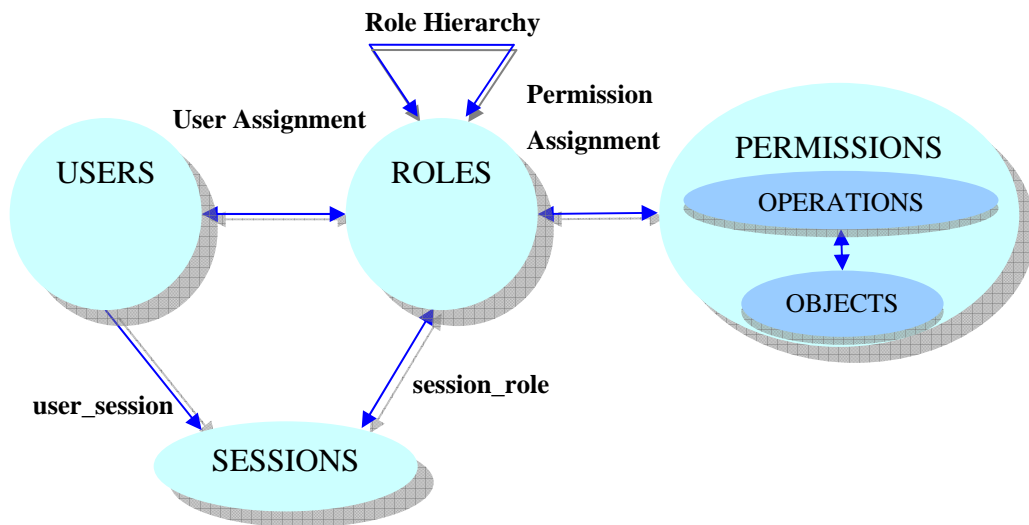 Role Hierarchy
User Assignment
Permission
Assignment
USERS
ROLES
PERMISSIONS
OPERATIONS
OBJECTS
user_session
session_role
SESSIONS